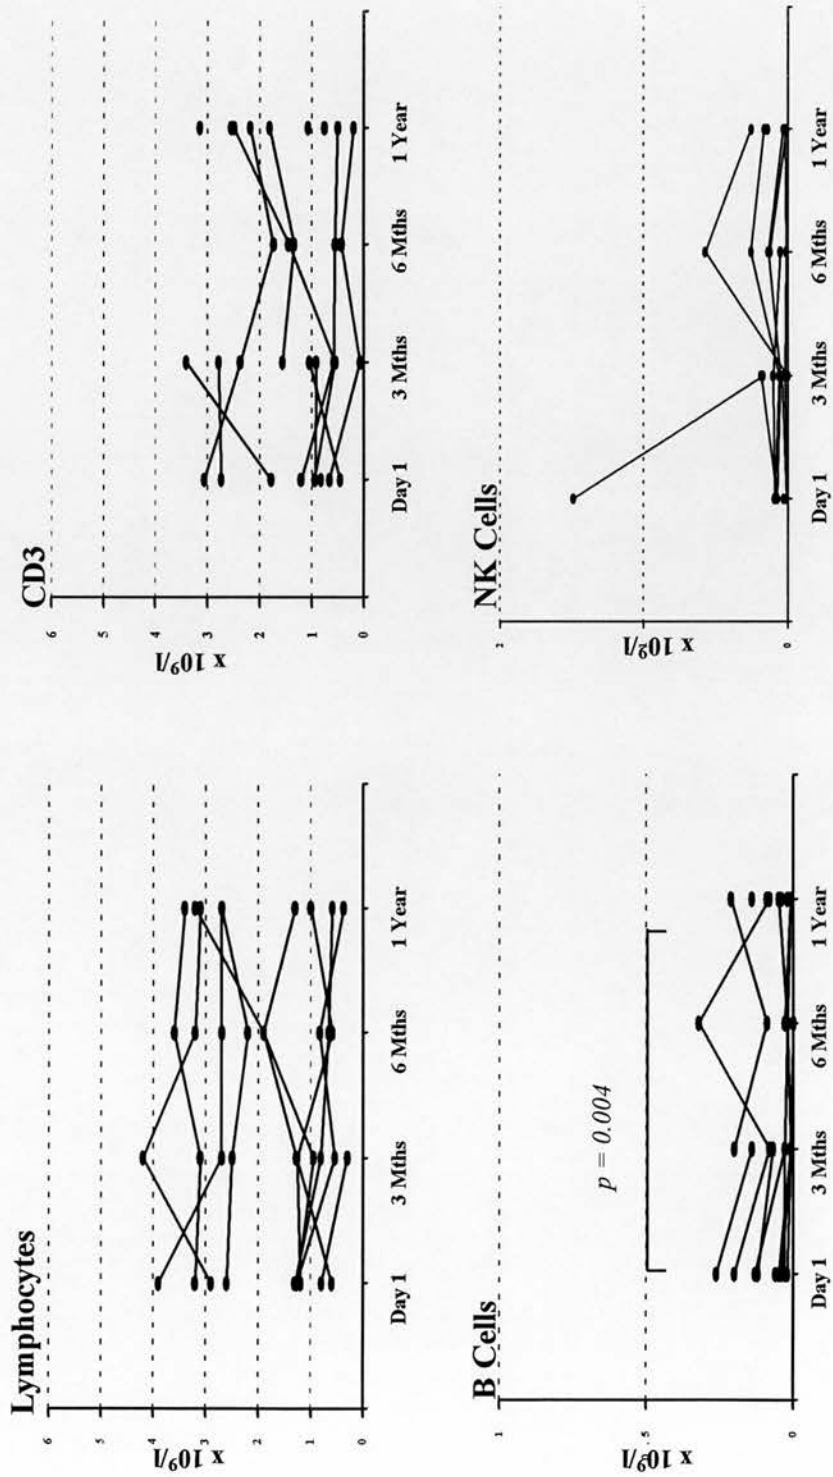 Lymphocytes
6
5
4
3
2
1
0
x 10⁹/l
Day 1 3 Mths 6 Mths 1 Year
CD3
6
5
4
3
2
1
0
x 10⁹/l
Day 1 3 Mths 6 Mths 1 Year
B Cells
1
.5
0
x 10⁹/l
p = 0.004
Day 1 3 Mths 6 Mths 1 Year
NK Cells
2
0
x 10⁹/l
Day 1 3 Mths 6 Mths 1 Year